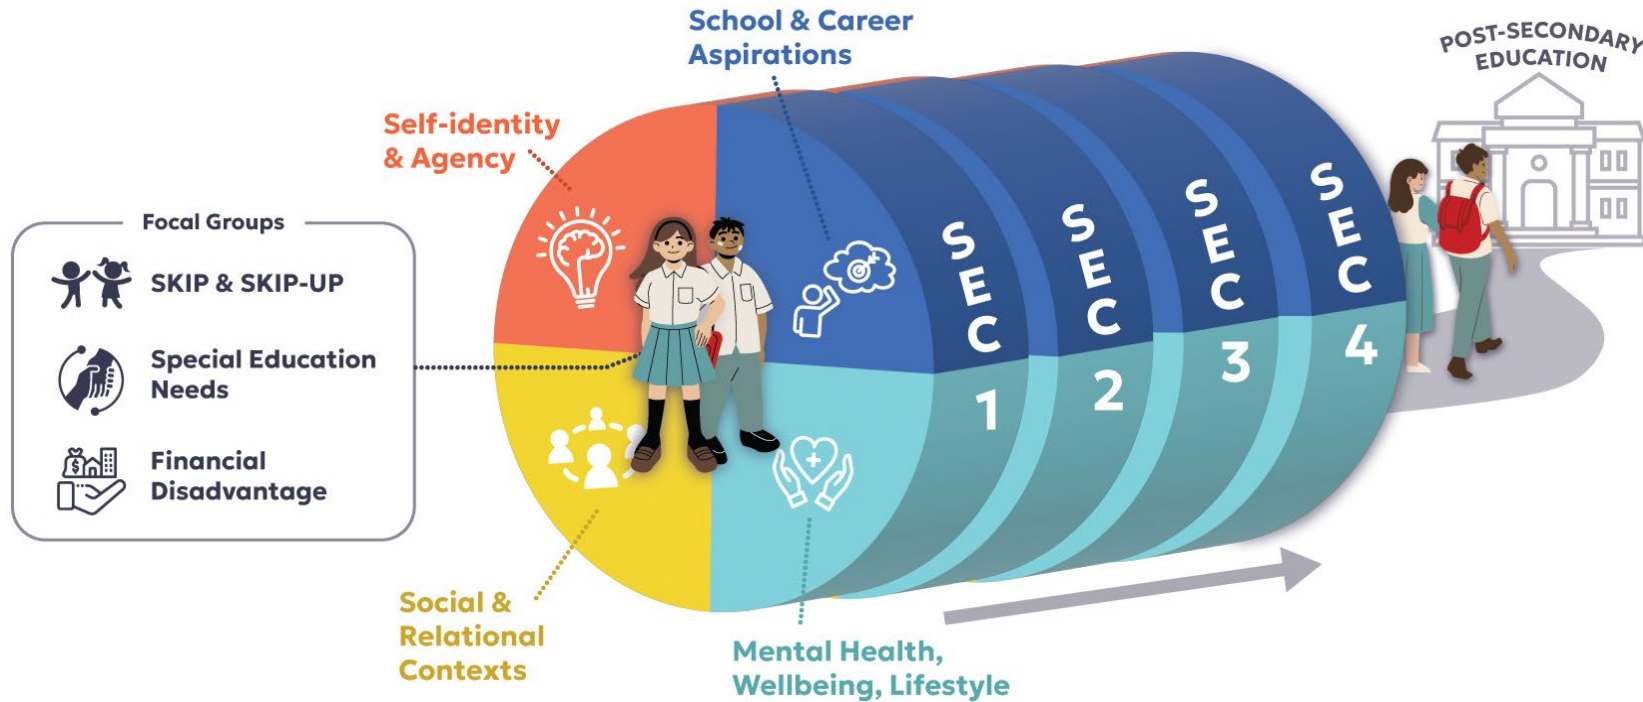 School & Career
Aspirations
Self-identity
& Agency
Focal Groups
SKIP & SKIP-UP
Special Education
Needs
Financial
Disadvantage
Social &
Relational
Contexts
Mental Health,
Wellbeing, Lifestyle
SEC
1
SEC
2
SEC
3
SEC
4
POST-SECONDARY
EDUCATION